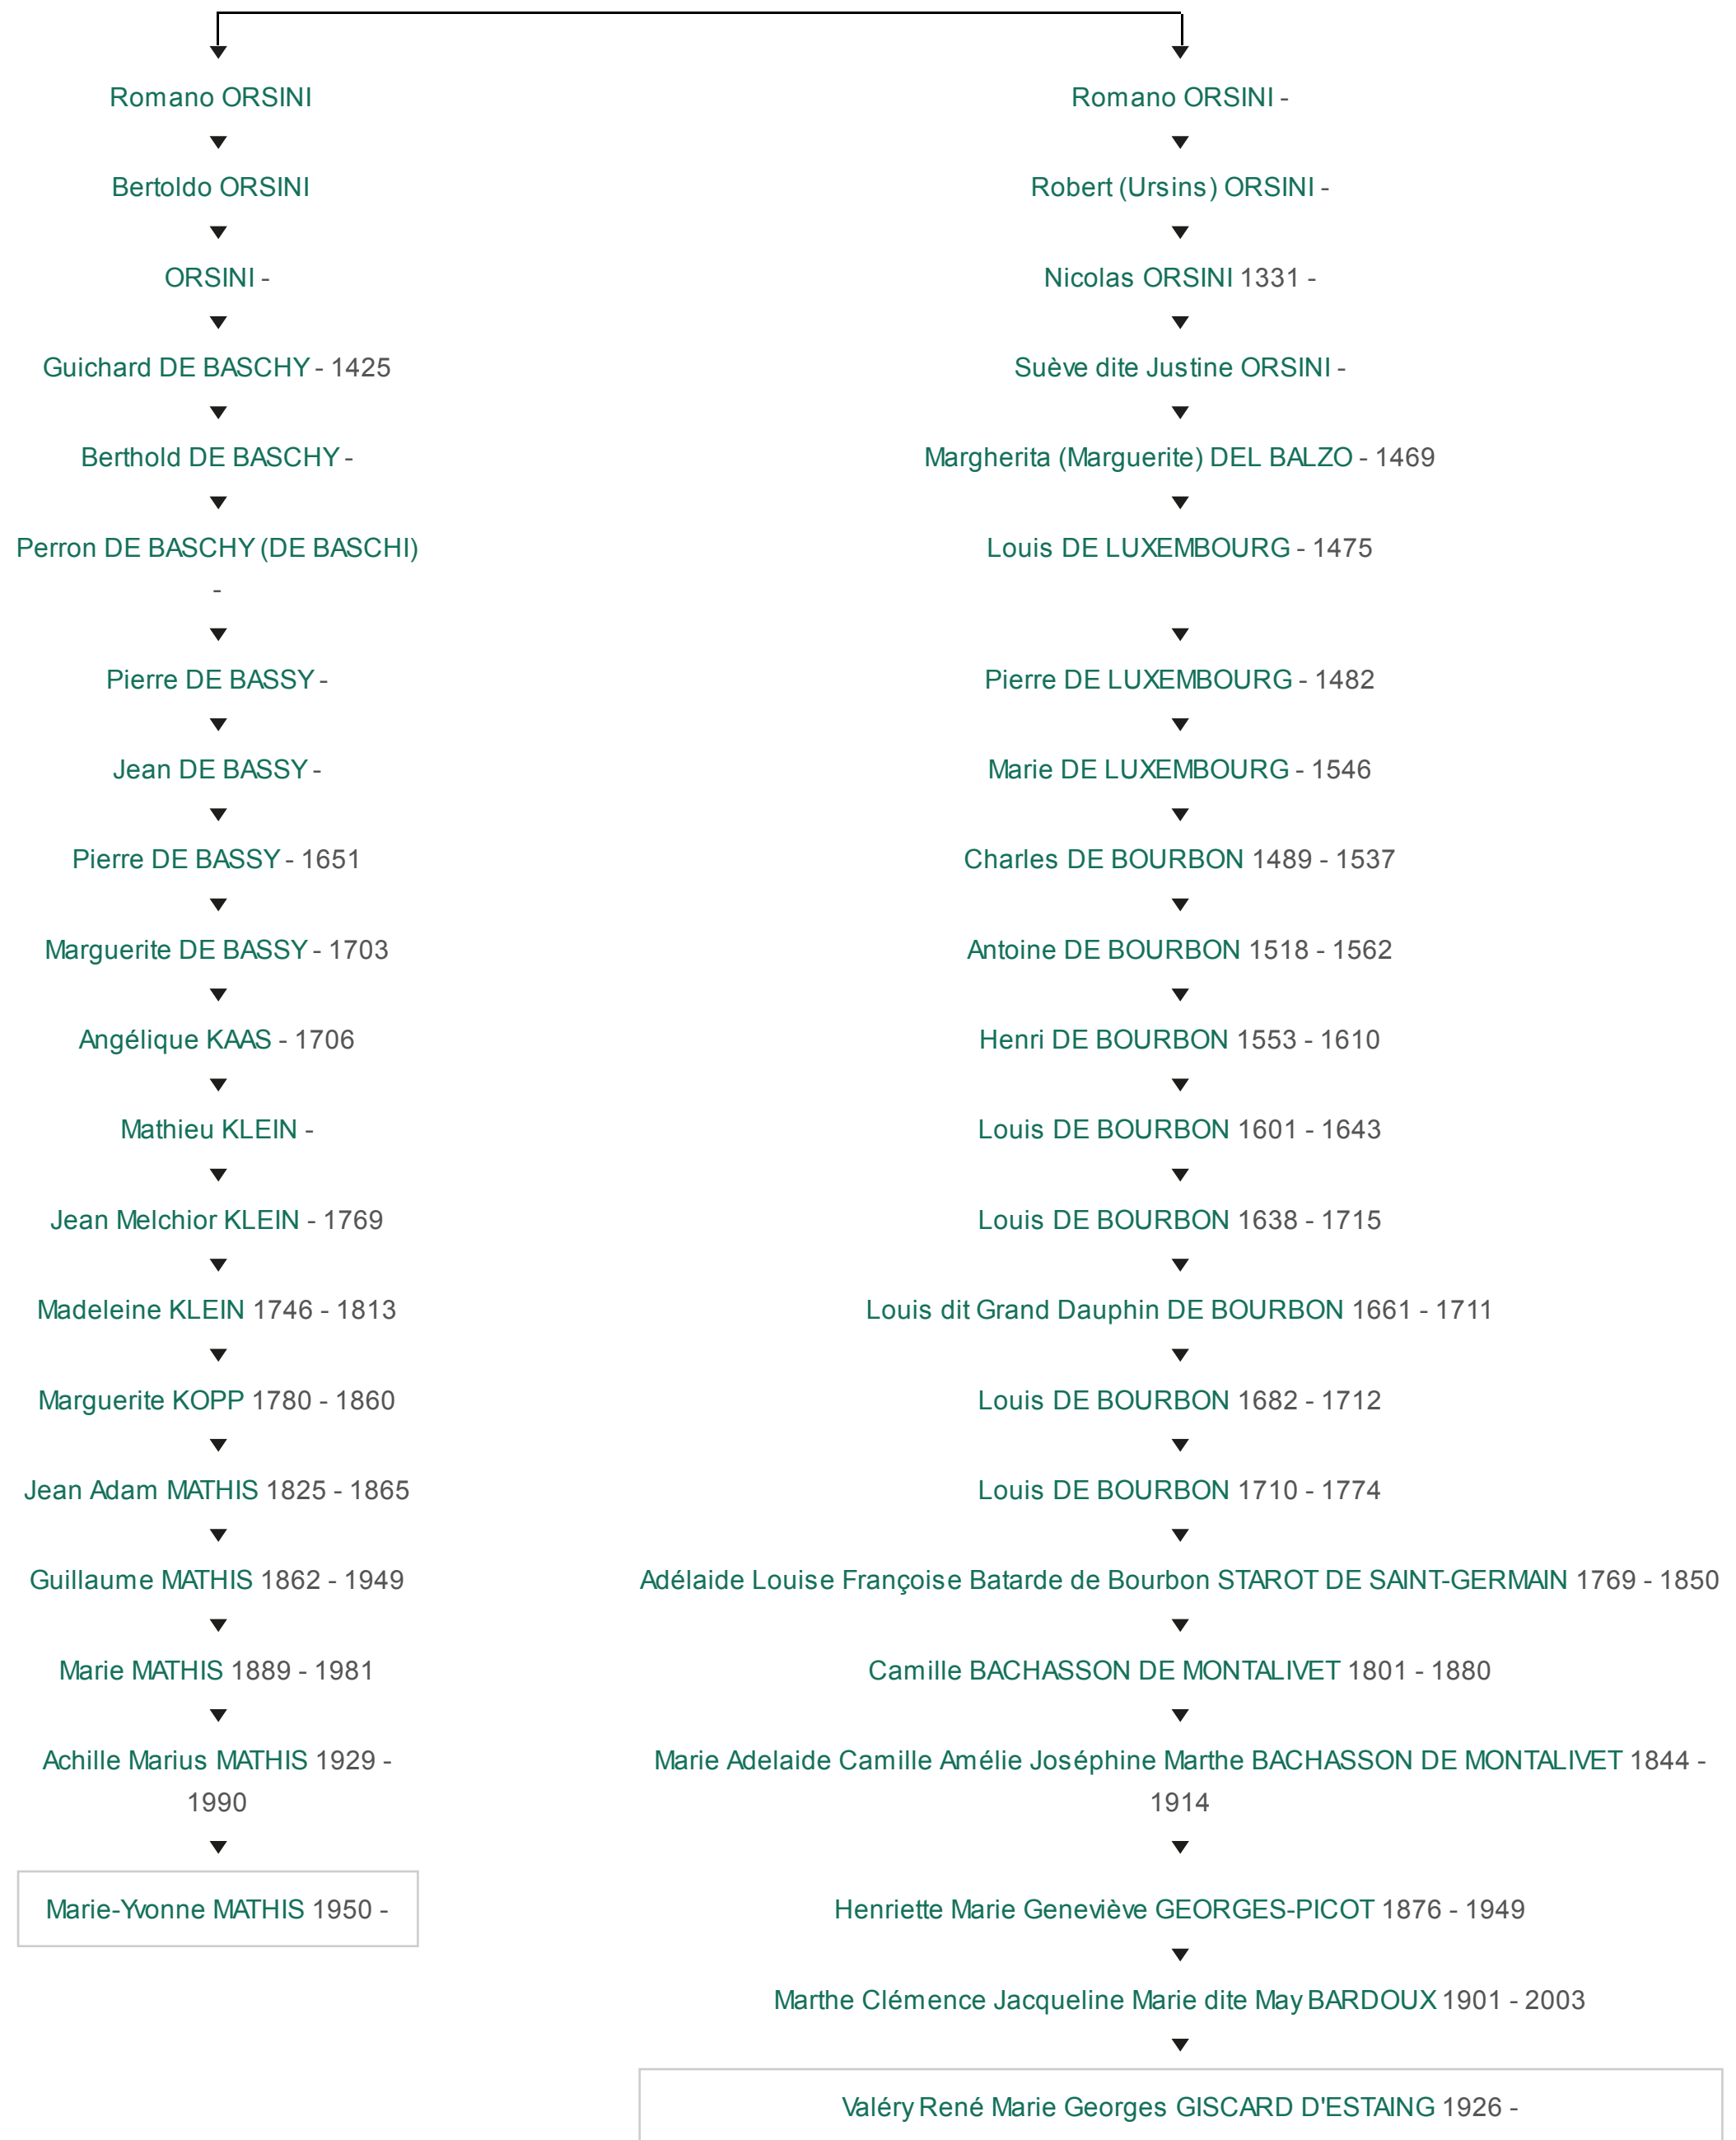 Romano ORSINI
Romano ORSINI -
Bertoldo ORSINI
Robert (Ursins) ORSINI -
ORSINI -
Nicolas ORSINI 1331 -
Guichard DE BASCHY - 1425
Suève dite Justine ORSINI -
Berthold DE BASCHY -
Margherita (Marguerite) DEL BALZO - 1469
Perron DE BASCHY (DE BASCHI)
-
Louis DE LUXEMBOURG - 1475
Pierre DE BASSY -
Pierre DE LUXEMBOURG - 1482
Jean DE BASSY -
Marie DE LUXEMBOURG - 1546
Pierre DE BASSY - 1651
Charles DE BOURBON 1489 - 1537
Marguerite DE BASSY - 1703
Antoine DE BOURBON 1518 - 1562
Angélique KAAS - 1706
Henri DE BOURBON 1553 - 1610
Mathieu KLEIN -
Louis DE BOURBON 1601 - 1643
Jean Melchior KLEIN - 1769
Louis DE BOURBON 1638 - 1715
Madeleine KLEIN 1746 - 1813
Louis dit Grand Dauphin DE BOURBON 1661 - 1711
Marguerite KOPP 1780 - 1860
Louis DE BOURBON 1682 - 1712
Jean Adam MATHIS 1825 - 1865
Louis DE BOURBON 1710 - 1774
Guillaume MATHIS 1862 - 1949
Adélaide Louise Françoise Batarde de Bourbon STAROT DE SAINT-GERMAIN 1769 - 1850
Marie MATHIS 1889 - 1981
Camille BACHASSON DE MONTALIVET 1801 - 1880
Achille Marius MATHIS 1929 -
1990
Marie Adelaide Camille Amélie Joséphine Marthe BACHASSON DE MONTALIVET 1844 -
1914
Marie-Yvonne MATHIS 1950 -
Henriette Marie Geneviève GEORGES-PICOT 1876 - 1949
Marthe Clémence Jacqueline Marie dite May BARDOUX 1901 - 2003
Valéry René Marie Georges GISCARD D'ESTAING 1926 -